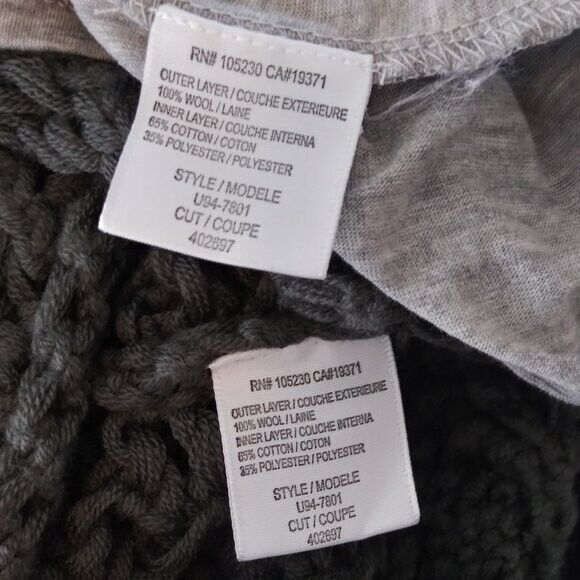 RN# 105230 CA#19371
OUTER LAYER / COUCHE EXTERIEURE
100% WOOL / LAINE
INNER LAYER / COUCHE INTERNA
65% COTTON / COTON
35% POLYESTER / POLYESTER
STYLE / MODELE
U94-7801
CUT / COUPE
402697
RN# 105230 CA#19371
OUTER LAYER / COUCHE EXTERIEURE
100% WOOL / LAINE
INNER LAYER / COUCHE INTERNA
65% COTTON / COTON
35% POLYESTER / POLYESTER
STYLE / MODELE
U94-7801
CUT / COUPE
402697